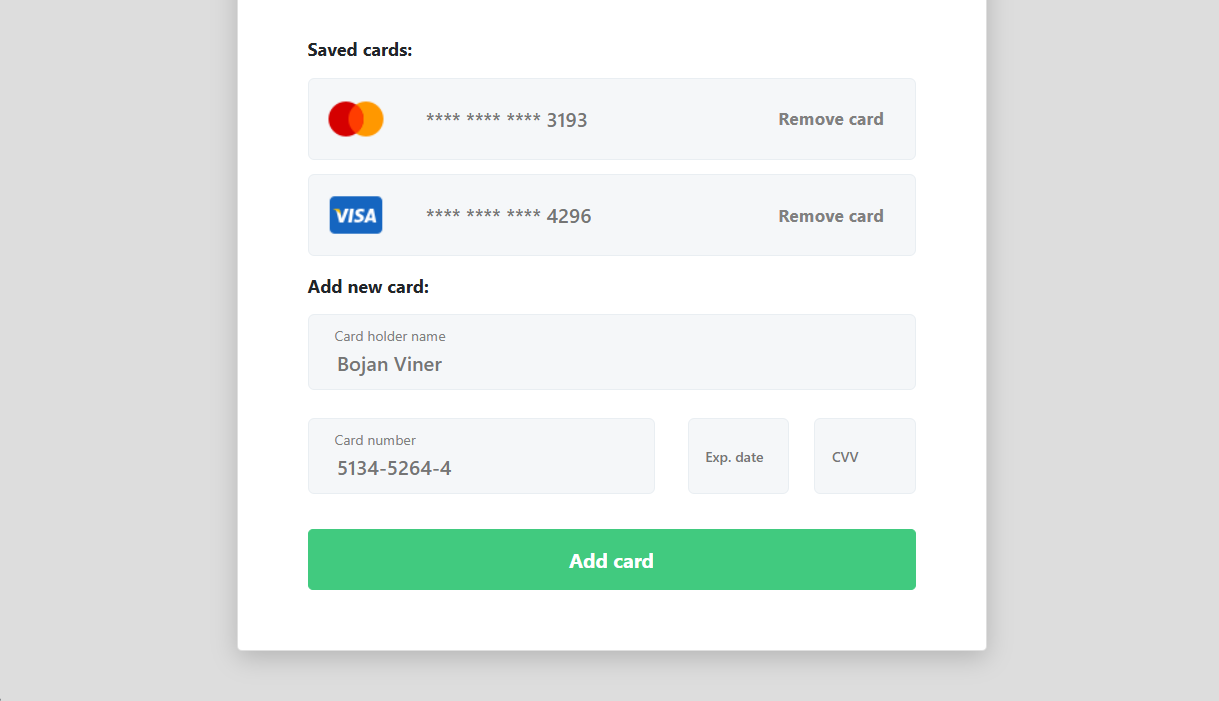 Saved cards:
**** **** **** 3193 Remove card
VISA **** **** **** 4296 Remove card
Add new card:
Card holder name
Bojan Viner
Card number
5134-5264-4
Exp. date
CVV
Add card